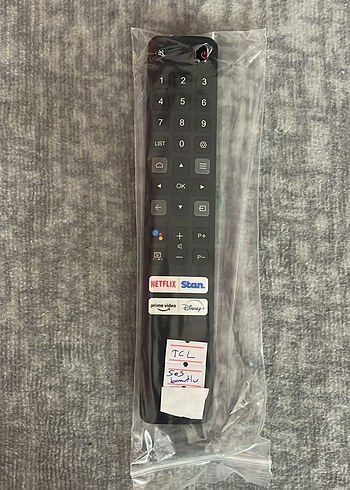 1 2 3
4 5 6
7 8 9
LIST 0
OK
+ P+
− P−
NETFLIX Stan.
prime video Disney+
TCL
Ses
komutlu